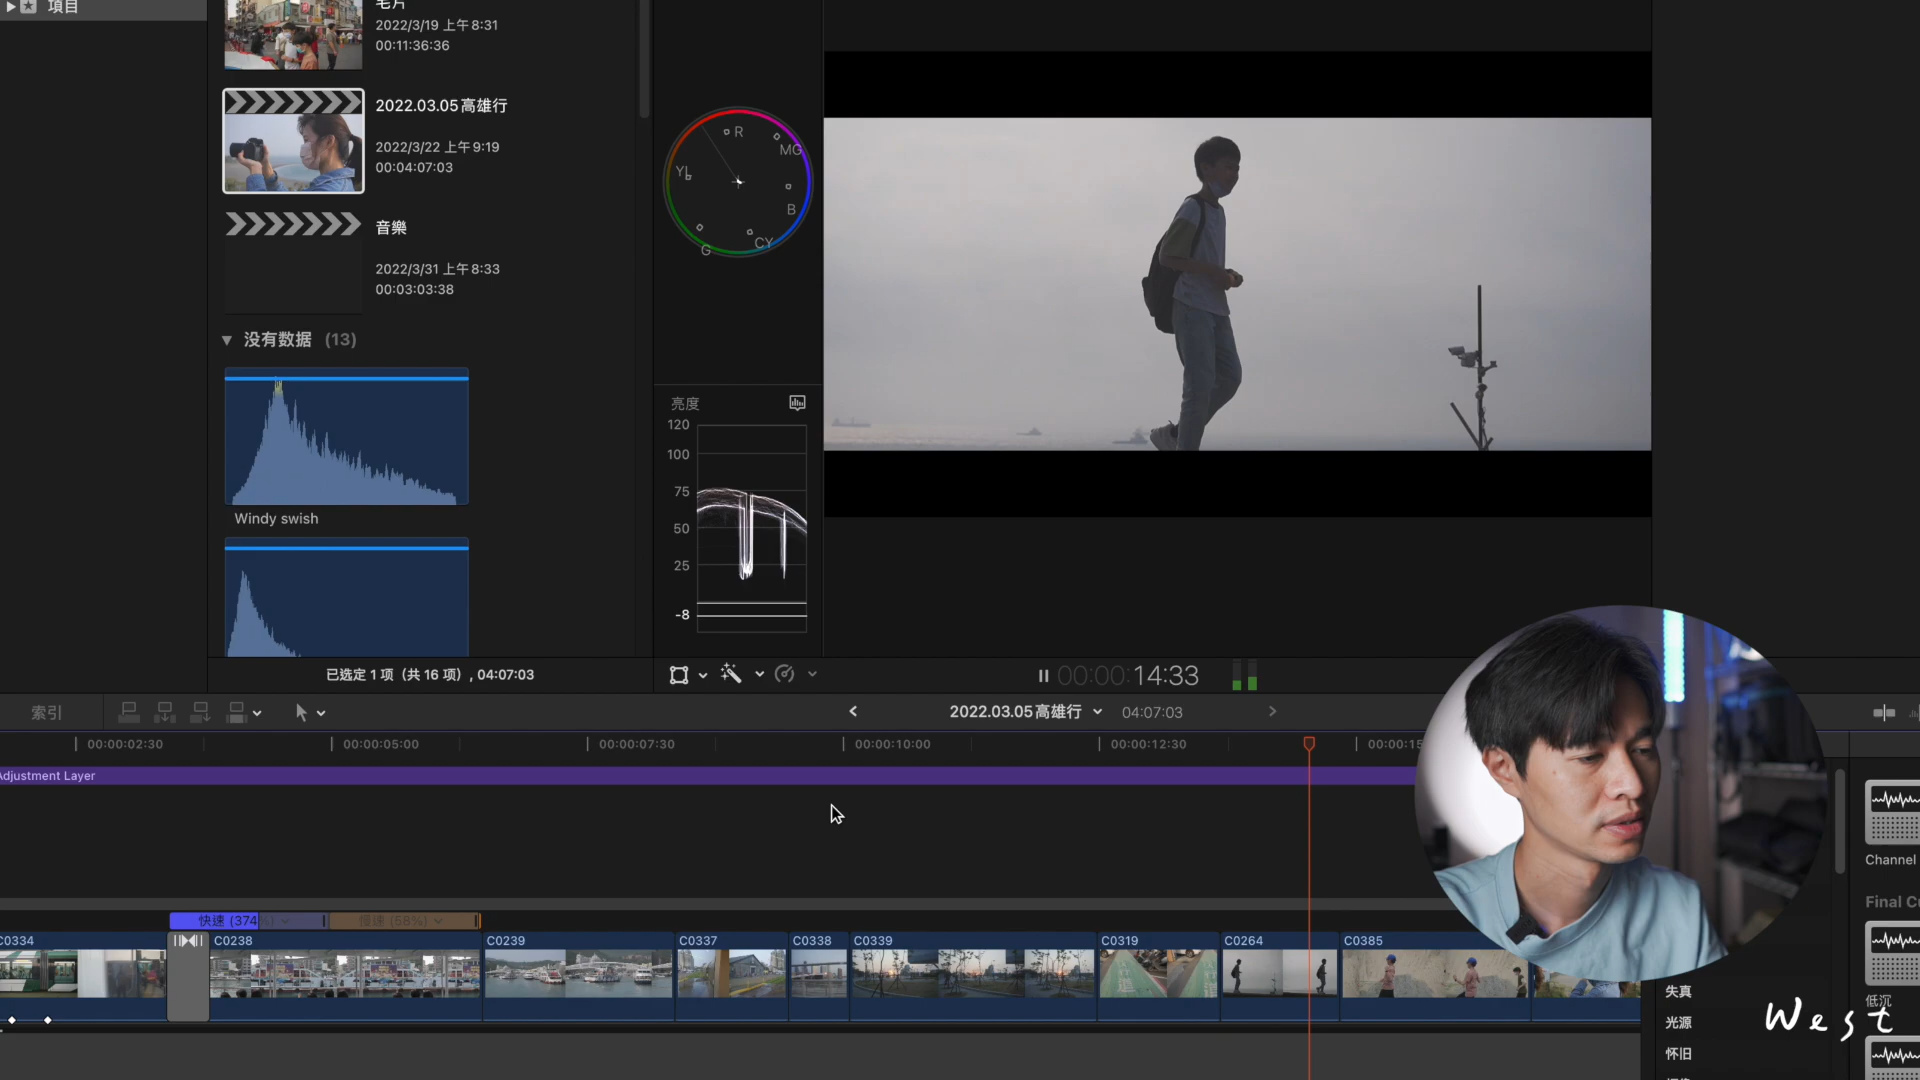 項目
毛片
2022/3/19 上午8:31
00:11:36:36
2022.03.05高雄行
2022/3/22 上午9:19
00:04:07:03
音樂
2022/3/31 上午8:33
00:03:03:38
没有数据 (13)
Windy swish
已选定 1 项（共 16 项）, 04:07:03
R
MG
YL
B
CY
G
亮度
120
100
75
50
25
-8
00:00:14:33
索引
2022.03.05高雄行
04:07:03
00:00:02:30
00:00:05:00
00:00:07:30
00:00:10:00
00:00:12:30
00:00:15
Adjustment Layer
快速 (374%)
慢速 (58%)
C0334
C0238
C0239
C0337
C0338
C0339
C0319
C0264
C0385
Channel
Final Cu
低沉
失真
光源
怀旧
West